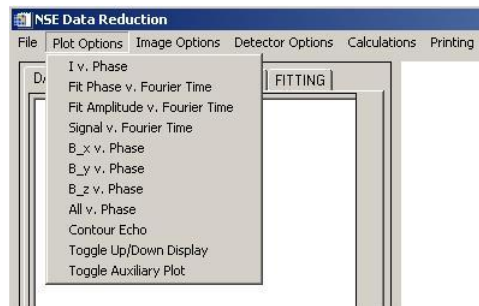 NSE Data Reduction
File Plot Options Image Options Detector Options Calculations Printing
FITTING
I v. Phase
Fit Phase v. Fourier Time
Fit Amplitude v. Fourier Time
Signal v. Fourier Time
B_x v. Phase
B_y v. Phase
B_z v. Phase
All v. Phase
Contour Echo
Toggle Up/Down Display
Toggle Auxiliary Plot